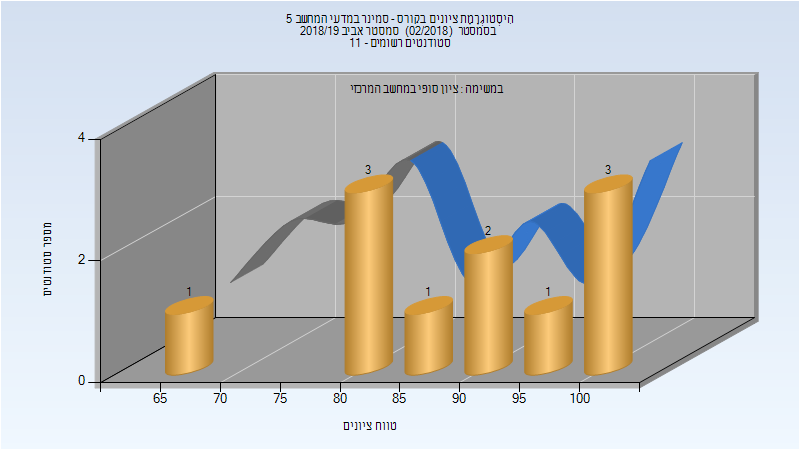 היסטוגרמת ציונים בקורס - סמינר במדעי המחשב 5
בסמסטר (02/2018) סמסטר אביב 2018/19
סטודנטים רשומים - 11
במשימה : ציון סופי במחשב המרכזי
מספר סטודנטים
4
2
0
1
3
1
2
1
3
65 70 75 80 85 90 95 100
טווח ציונים